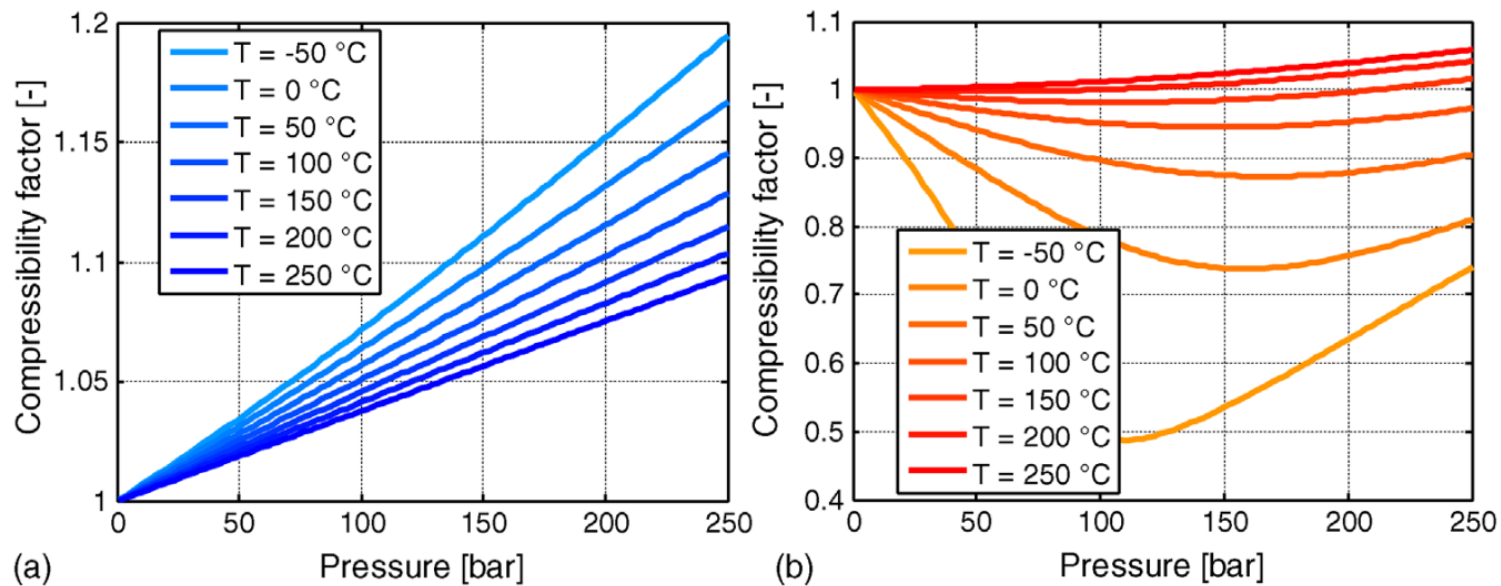 1.2
1.15
1.1
1.05
1
Compressibility factor [-]
T = -50 °C
T = 0 °C
T = 50 °C
T = 100 °C
T = 150 °C
T = 200 °C
T = 250 °C
0 50 100 150 200 250
(a) Pressure [bar]
1.1
1
0.9
0.8
0.7
0.6
0.5
0.4
Compressibility factor [-]
T = -50 °C
T = 0 °C
T = 50 °C
T = 100 °C
T = 150 °C
T = 200 °C
T = 250 °C
0 50 100 150 200 250
(b) Pressure [bar]